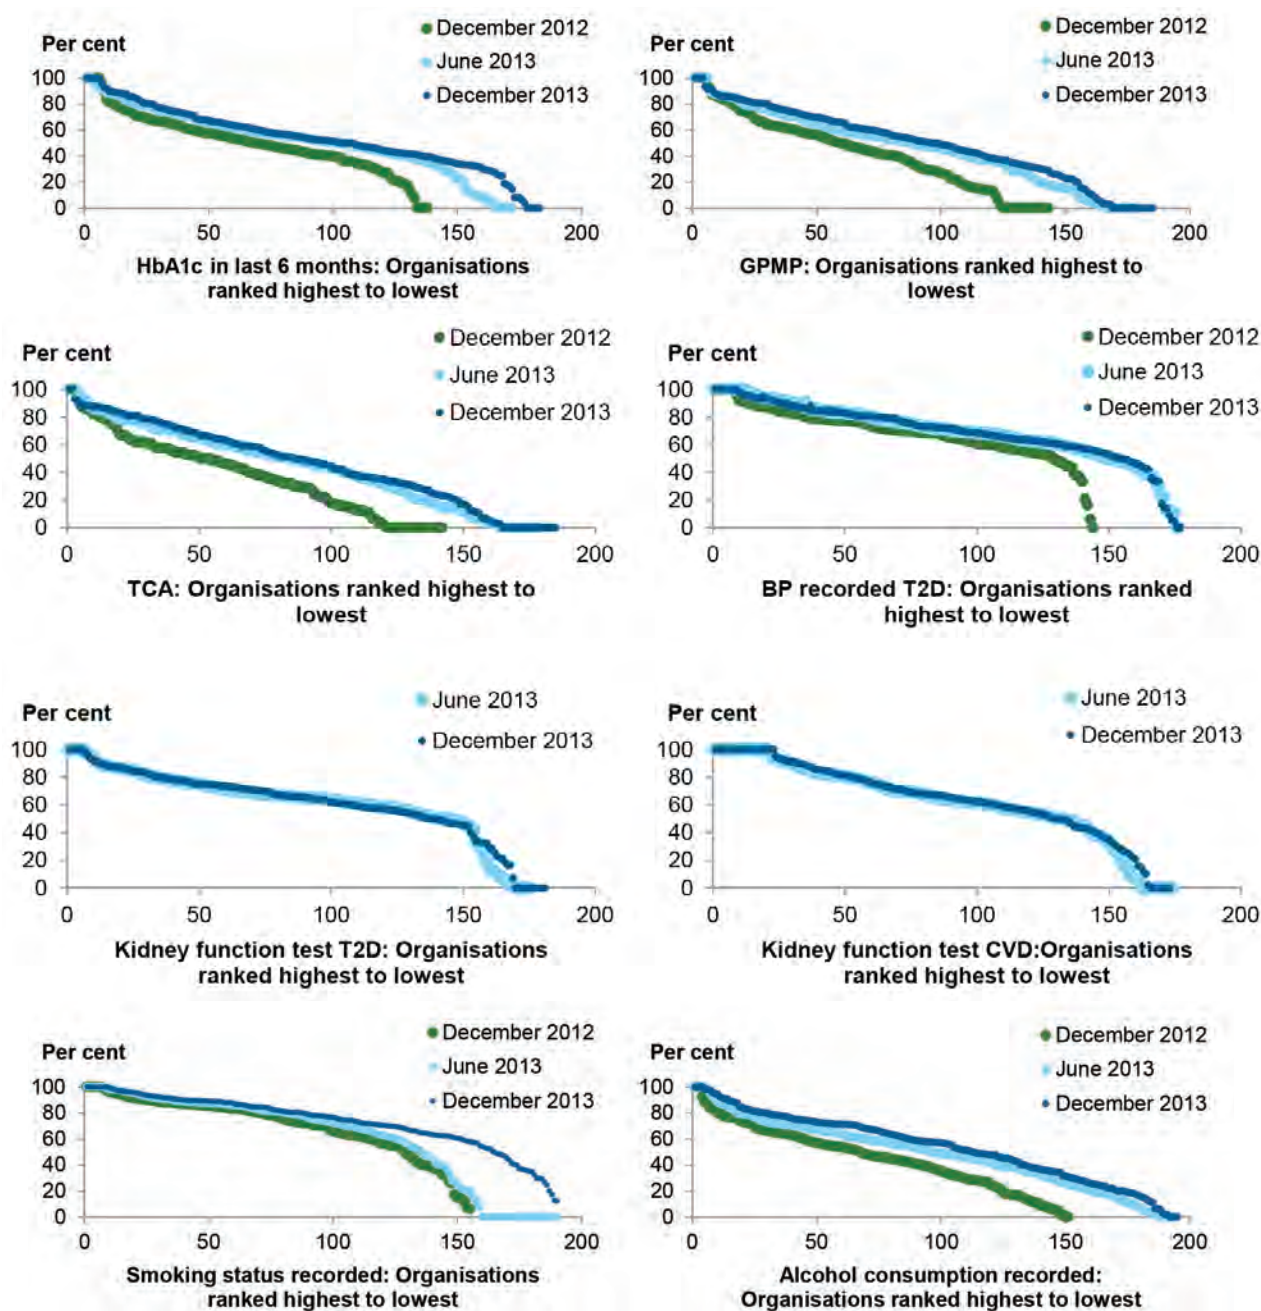 December 2012
Per cent
June 2013
December 2013
100
80
60
40
20
0
0 50 100 150 200
HbA1c in last 6 months: Organisations
ranked highest to lowest
December 2012
Per cent
June 2013
December 2013
100
80
60
40
20
0
0 50 100 150 200
GPMP: Organisations ranked highest to
lowest
December 2012
Per cent
June 2013
December 2013
100
80
60
40
20
0
0 50 100 150 200
TCA: Organisations ranked highest to
lowest
December 2012
Per cent
June 2013
December 2013
100
80
60
40
20
0
0 50 100 150 200
BP recorded T2D: Organisations ranked
highest to lowest
June 2013
Per cent
December 2013
100
80
60
40
20
0
0 50 100 150 200
Kidney function test T2D: Organisations
ranked highest to lowest
June 2013
Per cent
December 2013
100
80
60
40
20
0
0 50 100 150 200
Kidney function test CVD:Organisations
ranked highest to lowest
December 2012
Per cent
June 2013
December 2013
100
80
60
40
20
0
0 50 100 150 200
Smoking status recorded: Organisations
ranked highest to lowest
December 2012
Per cent
June 2013
December 2013
100
80
60
40
20
0
0 50 100 150 200
Alcohol consumption recorded:
Organisations ranked highest to lowest